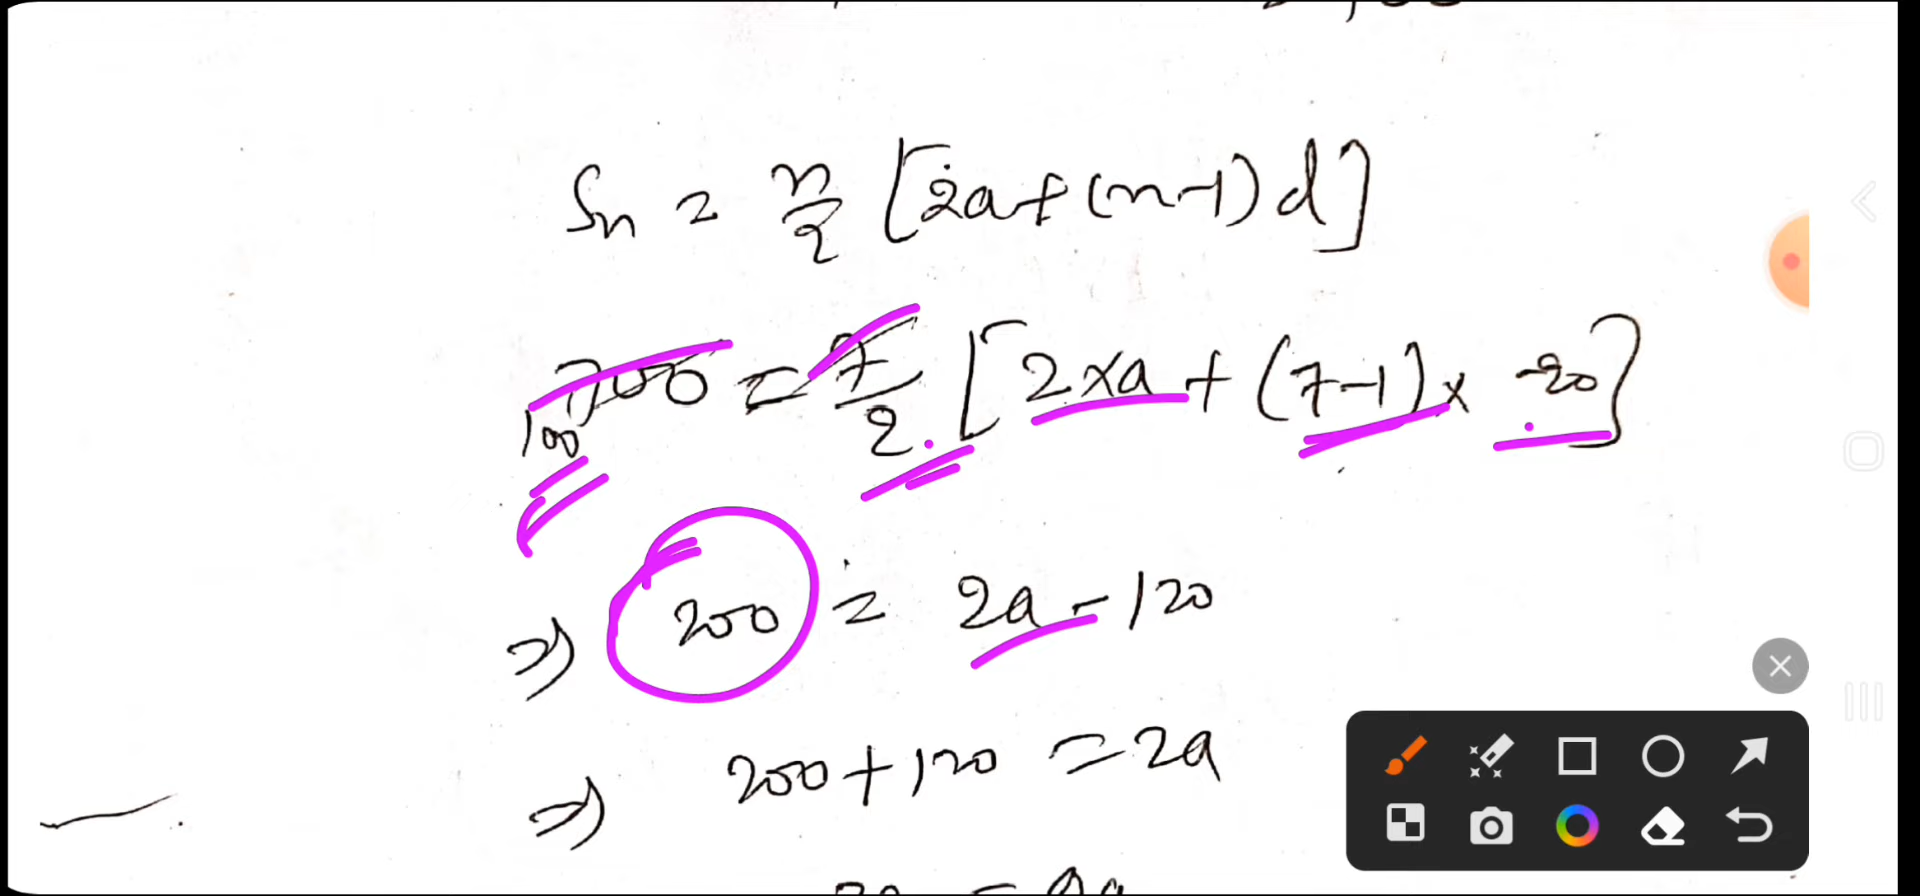 Sn = n/2 [2a+(n-1)d]
700 = 7/2 [2×a+(7-1)× -20]
100
⇒ 200 = 2a-120
⇒ 200+120 = 2a